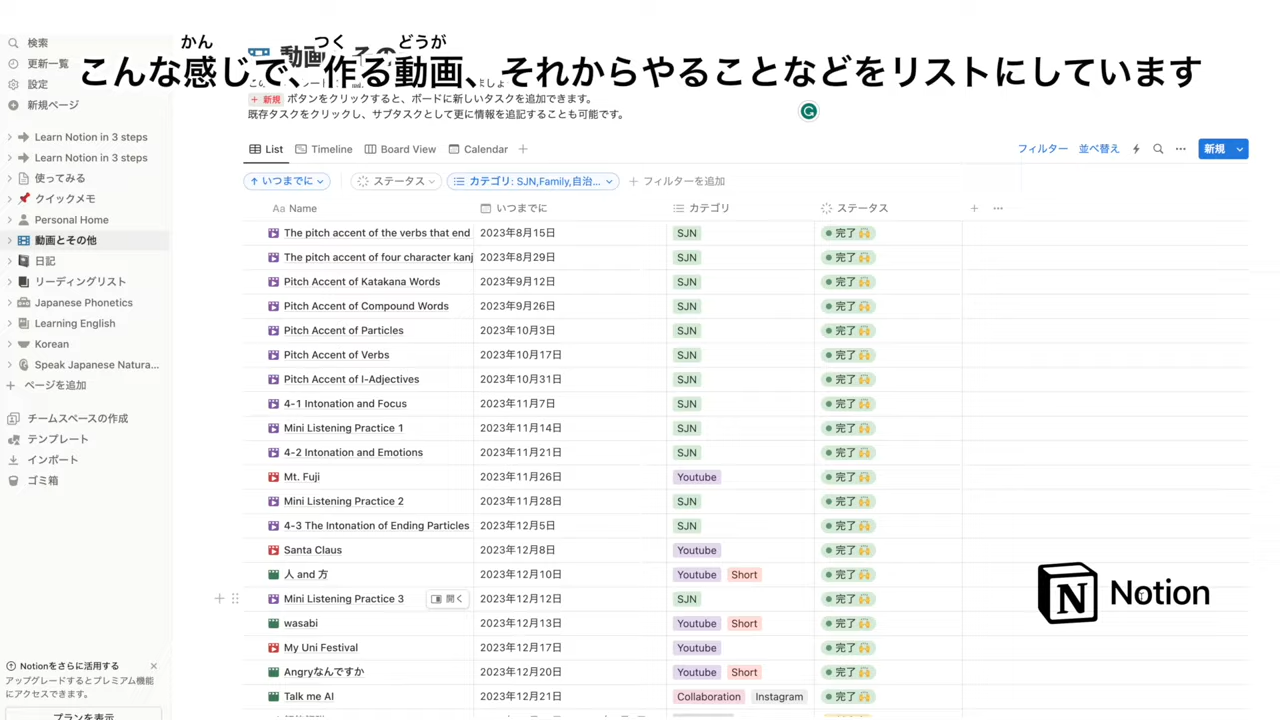 かん つく どうが
こんな感じで、作る動画、それからやることなどをリストにしています
検索
更新一覧
設定
新規ページ
Learn Notion in 3 steps
Learn Notion in 3 steps
使ってみる
クイックメモ
Personal Home
動画とその他
日記
リーディングリスト
Japanese Phonetics
Learning English
Korean
Speak Japanese Natura...
ページを追加
チームスペースの作成
テンプレート
インポート
ゴミ箱
Notionをさらに活用する
アップグレードするとプレミアム機能
にアクセスできます。
プランを表示
+ 新規 ボタンをクリックすると、ボードに新しいタスクを追加できます。
既存タスクをクリックし、サブタスクとして更に情報を追記することも可能です。
List Timeline Board View Calendar
フィルター 並べ替え 新規
いつまでに ステータス カテゴリ: SJN,Family,自治... フィルターを追加
Aa Name いつまでに カテゴリ ステータス
The pitch accent of the verbs that end 2023年8月15日 SJN 完了
The pitch accent of four character kanj 2023年8月29日 SJN 完了
Pitch Accent of Katakana Words 2023年9月12日 SJN 完了
Pitch Accent of Compound Words 2023年9月26日 SJN 完了
Pitch Accent of Particles 2023年10月3日 SJN 完了
Pitch Accent of Verbs 2023年10月17日 SJN 完了
Pitch Accent of I-Adjectives 2023年10月31日 SJN 完了
4-1 Intonation and Focus 2023年11月7日 SJN 完了
Mini Listening Practice 1 2023年11月14日 SJN 完了
4-2 Intonation and Emotions 2023年11月21日 SJN 完了
Mt. Fuji 2023年11月26日 Youtube 完了
Mini Listening Practice 2 2023年11月28日 SJN 完了
4-3 The Intonation of Ending Particles 2023年12月5日 SJN 完了
Santa Claus 2023年12月8日 Youtube 完了
人 and 方 2023年12月10日 Youtube Short 完了
Mini Listening Practice 3 開く 2023年12月12日 SJN 完了
wasabi 2023年12月13日 Youtube Short 完了
My Uni Festival 2023年12月17日 Youtube 完了
Angryなんですか 2023年12月20日 Youtube Short 完了
Talk me AI 2023年12月21日 Collaboration Instagram 完了
Notion